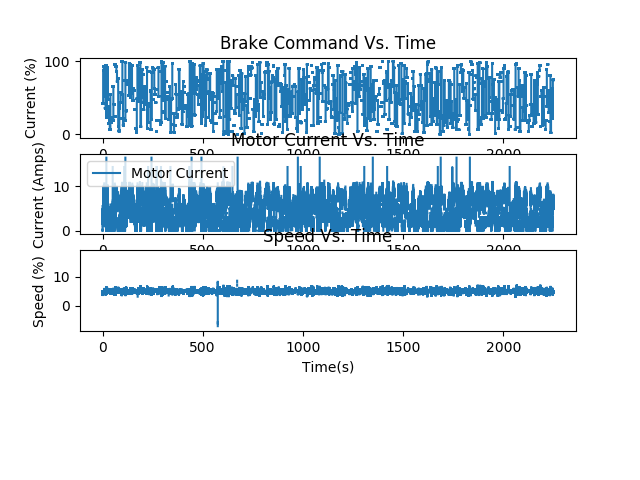 Brake Command Vs. Time
Current (%)
100
0
0 500 1000 1500 2000
Motor Current Vs. Time
Current (Amps)
Motor Current
10
0
0 500 1000 1500 2000
Speed Vs. Time
Speed (%)
10
0
0 500 1000 1500 2000
Time(s)